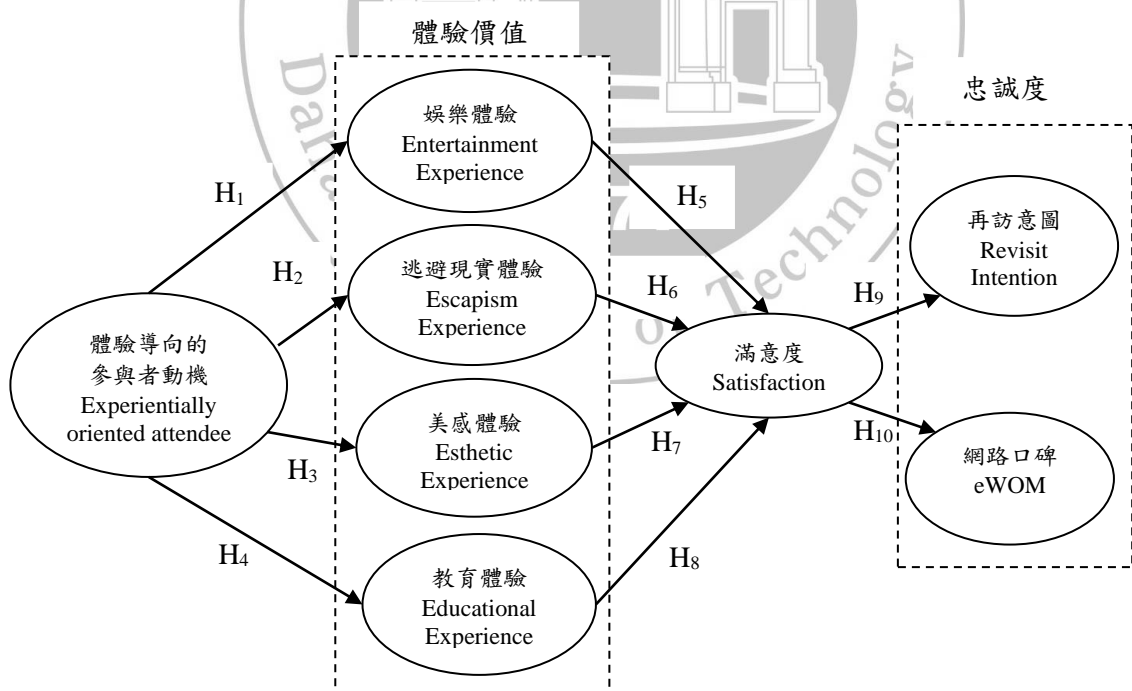 體驗價值
忠誠度
娛樂體驗
Entertainment
Experience
H₁
H₅
再訪意圖
Revisit
Intention
逃避現實體驗
Escapism
Experience
H₂
H₆
H₉
體驗導向的
參與者動機
Experientially
oriented attendee
滿意度
Satisfaction
美感體驗
Esthetic
Experience
H₃
H₇
H₁₀
網路口碑
eWOM
教育體驗
Educational
Experience
H₄
H₈
of Technology